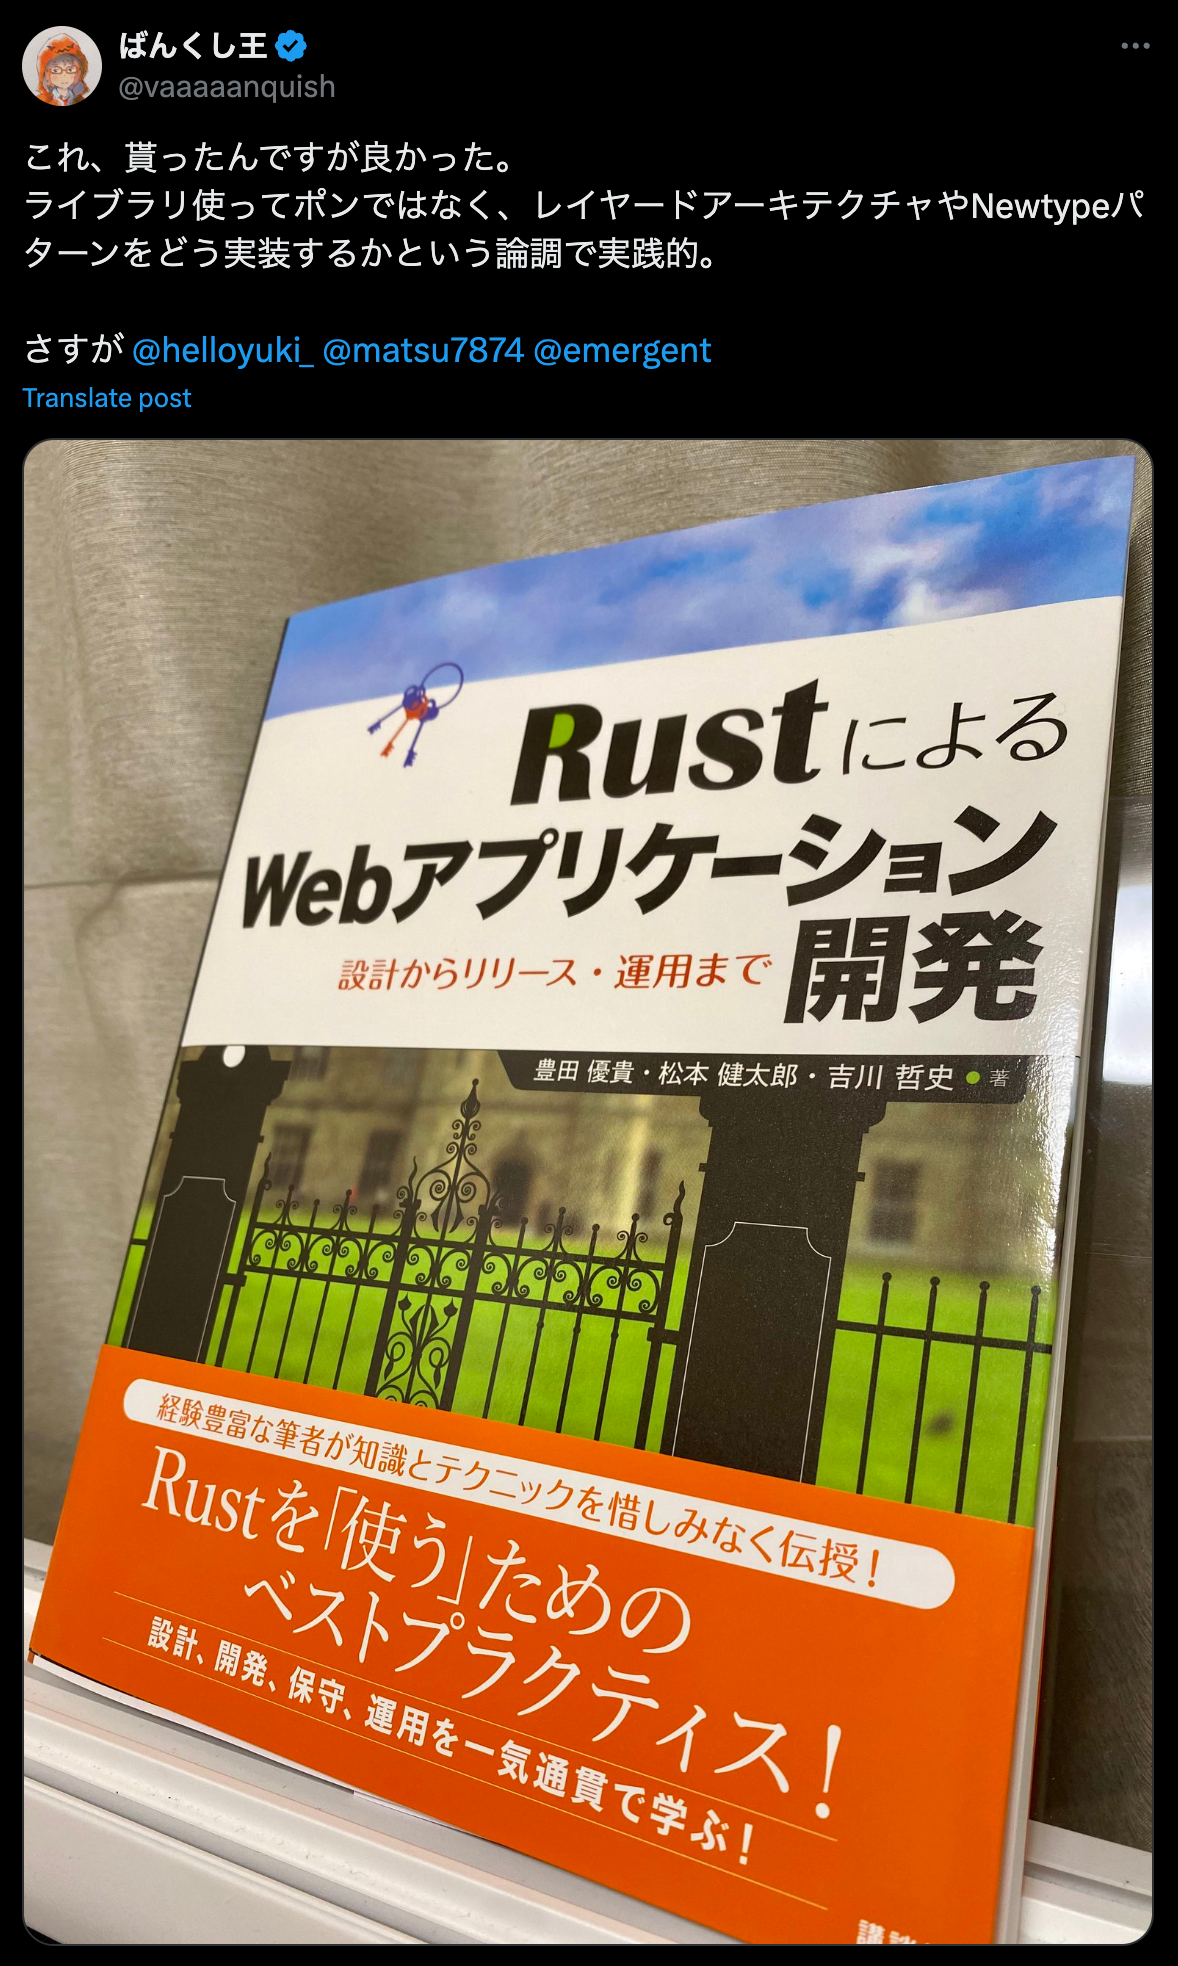 ばんくし王
@vaaaaanquish
これ、貰ったんですが良かった。
ライブラリ使ってポンではなく、レイヤードアーキテクチャやNewtypeパ
ターンをどう実装するかという論調で実践的。
さすが @helloyuki_ @matsu7874 @emergent
Translate post
Rustによる
Webアプリケーション
設計からリリース・運用まで 開発
豊田 優貴・松本 健太郎・吉川 哲史 ● 著
経験豊富な筆者が知識とテクニックを惜しみなく伝授!
Rustを「使う」ための
ベストプラクティス!
設計、開発、保守、運用を一気通貫で学ぶ!